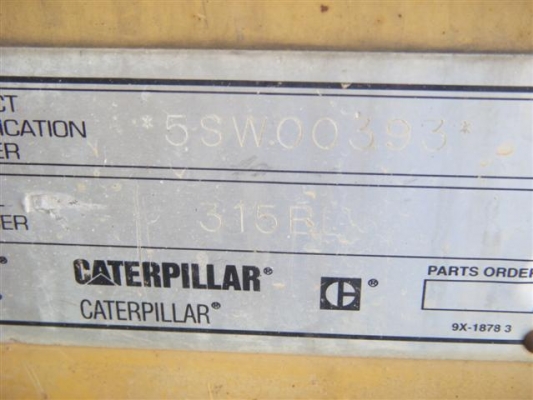 CT
ICATION
ER
*5SW00393*
ER
315BL
CATERPILLAR®
CATERPILLAR®
C ®
PARTS ORDER
9X-1878 3